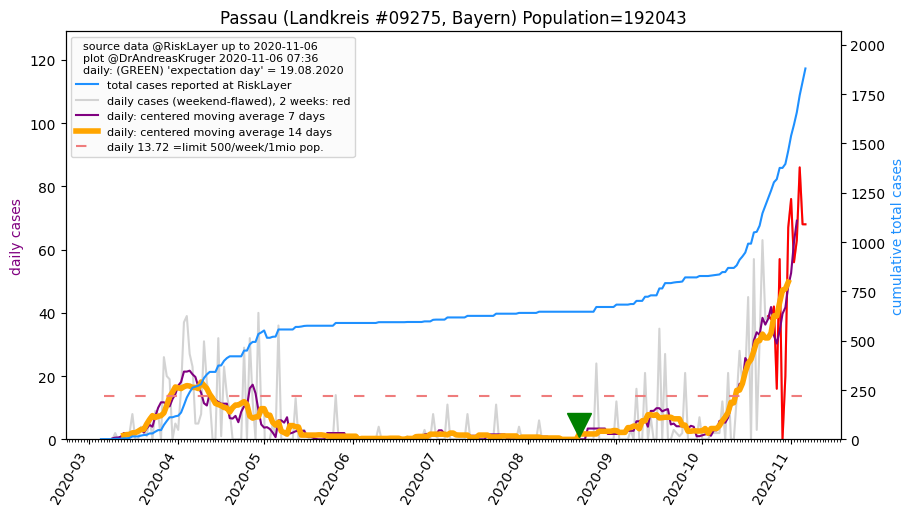 Passau (Landkreis #09275, Bayern) Population=192043
source data @RiskLayer up to 2020-11-06
plot @DrAndreasKruger 2020-11-06 07:36
daily: (GREEN) 'expectation day' = 19.08.2020
total cases reported at RiskLayer
daily cases (weekend-flawed), 2 weeks: red
daily: centered moving average 7 days
daily: centered moving average 14 days
daily 13.72 =limit 500/week/1mio pop.
daily cases
120
100
80
60
40
20
0
cumulative total cases
2000
1750
1500
1250
1000
750
500
250
0
2020-03
2020-04
2020-05
2020-06
2020-07
2020-08
2020-09
2020-10
2020-11